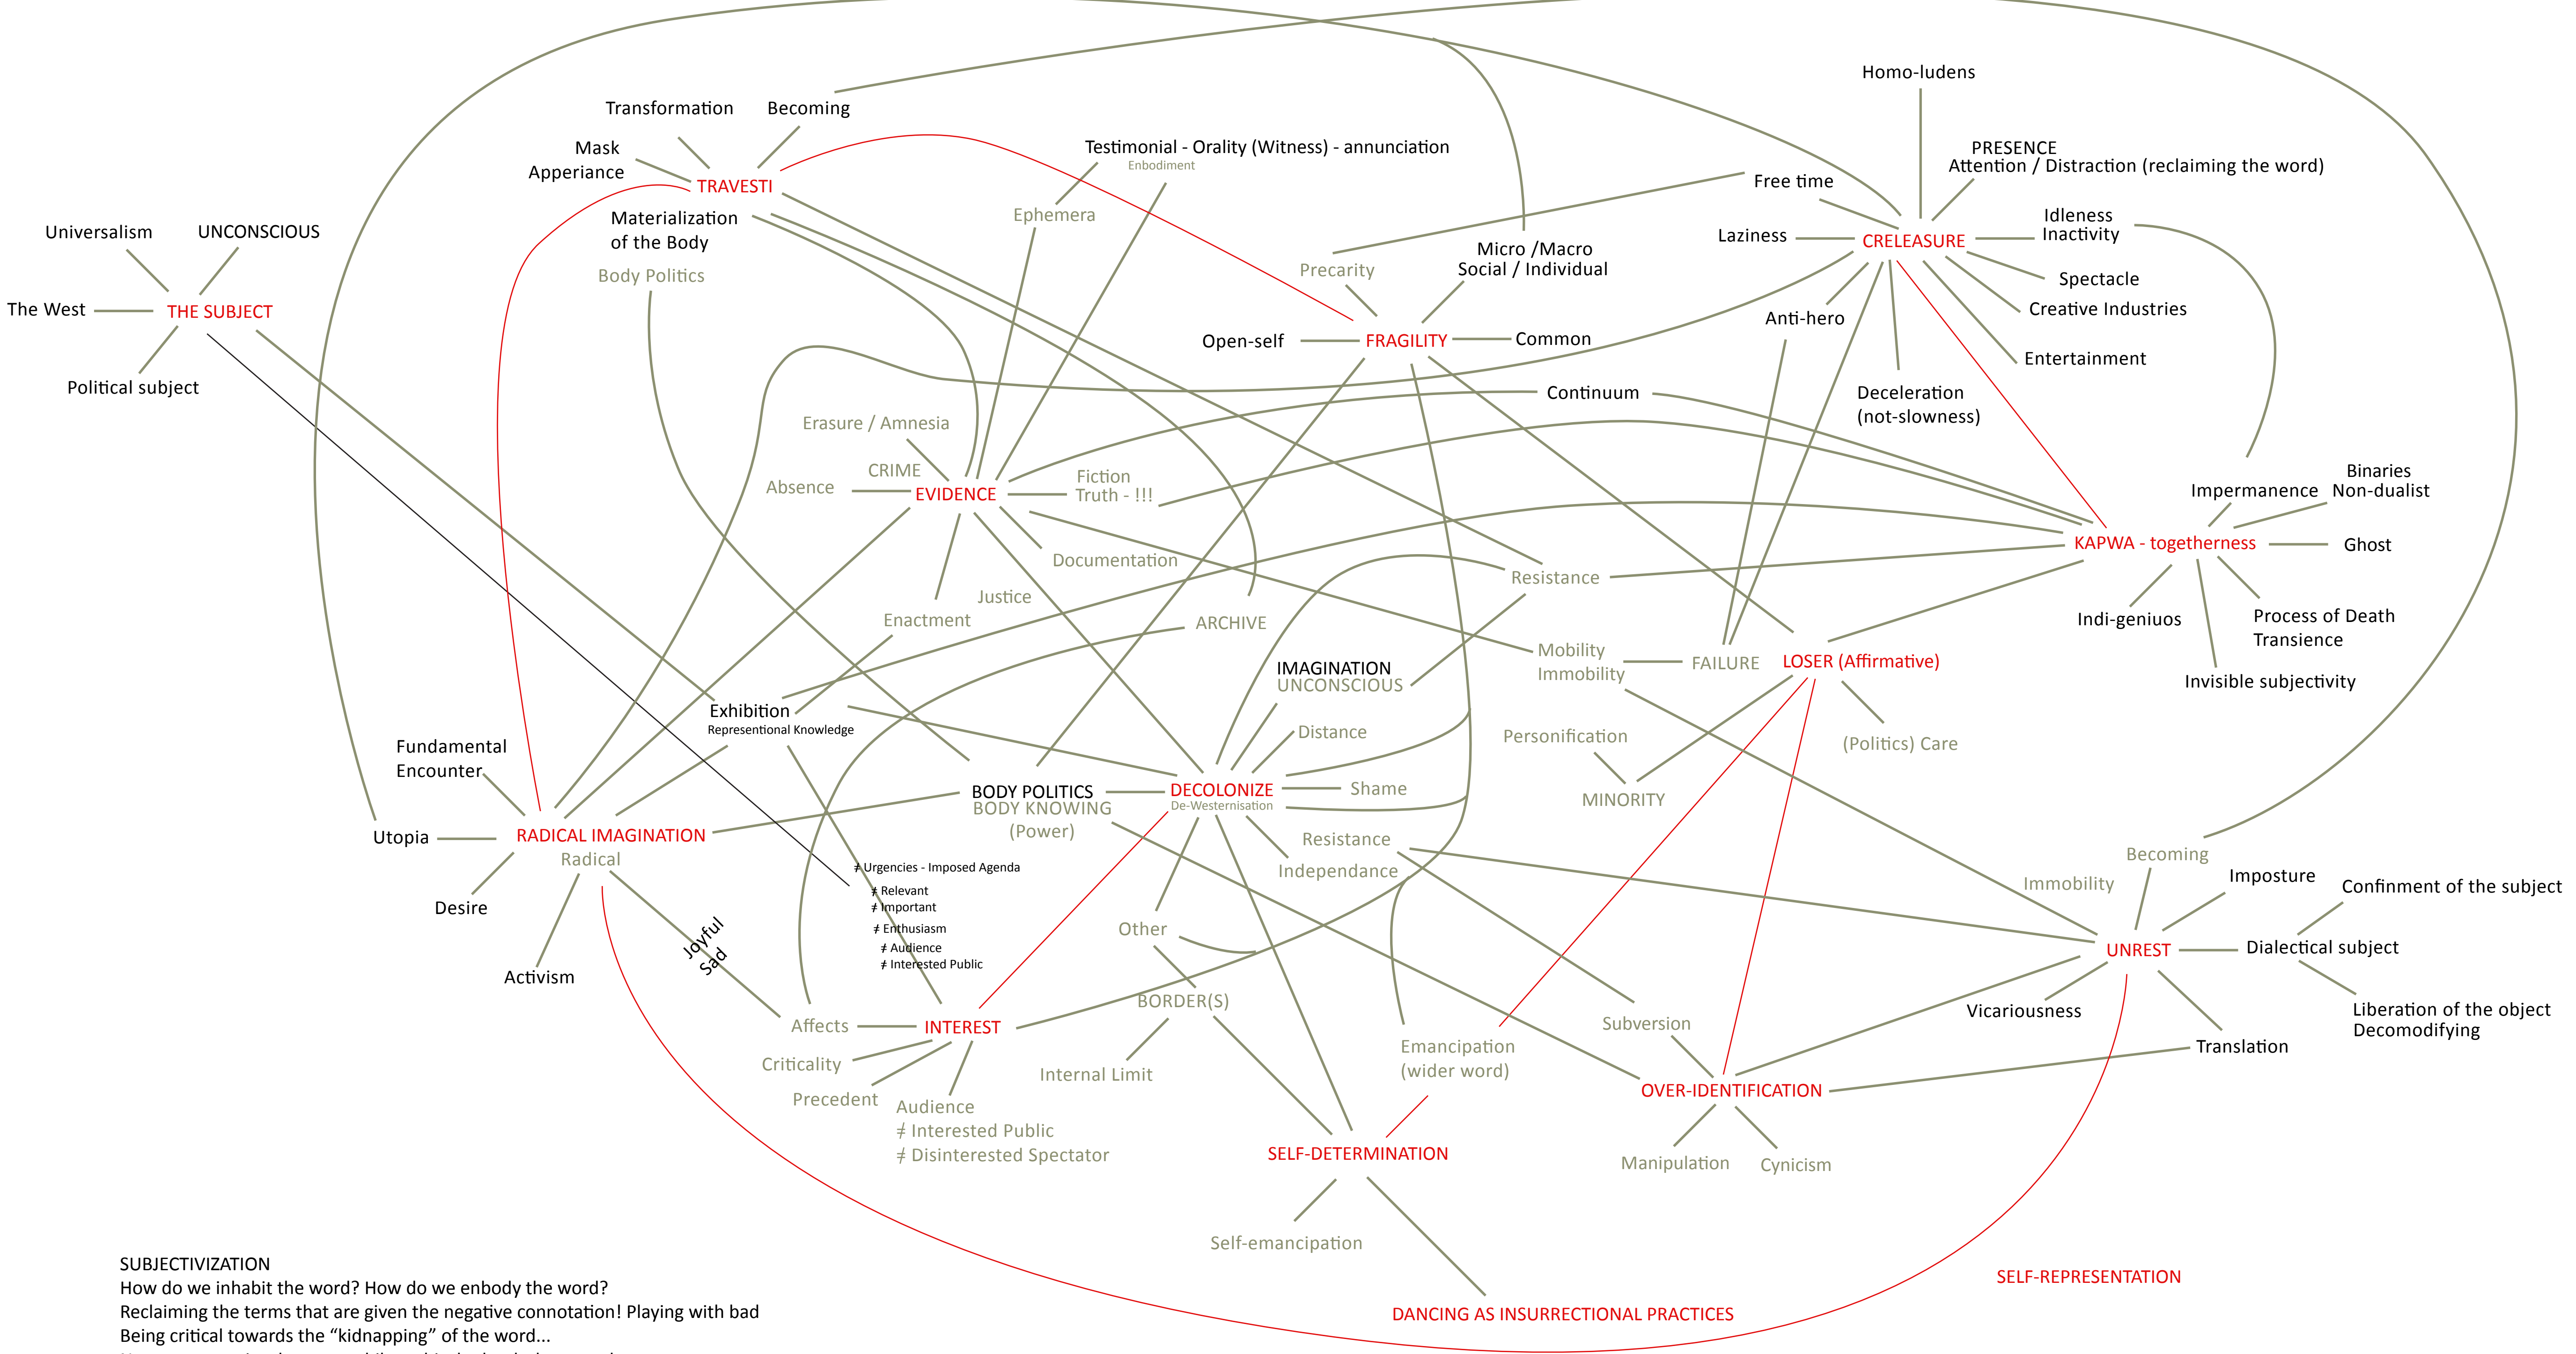 Homo-ludens
Transformation
Becoming
Mask
Apperiance
TRAVESTI
Materialization
of the Body
Body Politics
Testimonial - Orality (Witness) - annunciation
Enbodiment
Ephemera
PRESENCE
Attention / Distraction (reclaiming the word)
Free time
Idleness
Inactivity
Laziness
CRELEASURE
Spectacle
Creative Industries
Entertainment
Anti-hero
Deceleration
(not-slowness)
Universalism
UNCONSCIOUS
The West
THE SUBJECT
Political subject
Micro /Macro
Social / Individual
Precarity
Open-self
FRAGILITY
Common
Continuum
Erasure / Amnesia
CRIME
Absence
EVIDENCE
Fiction
Truth - !!!
Documentation
Justice
Enactment
ARCHIVE
Resistance
Binaries
Non-dualist
Impermanence
KAPWA - togetherness
Ghost
Indi-geniuos
Process of Death
Transience
Invisible subjectivity
Mobility
Immobility
FAILURE
LOSER (Affirmative)
(Politics) Care
Personification
MINORITY
IMAGINATION
UNCONSCIOUS
Distance
Exhibition
Representional Knowledge
Fundamental
Encounter
BODY POLITICS
BODY KNOWING
(Power)
DECOLONIZE
De-Westernisation
Shame
Resistance
Independance
Utopia
RADICAL IMAGINATION
Radical
Desire
Activism
Joyful
Sad
≠ Urgencies - Imposed Agenda
≠ Relevant
≠ Important
≠ Enthusiasm
≠ Audience
≠ Interested Public
Other
BORDER(S)
Internal Limit
Affects
INTEREST
Criticality
Precedent
Audience
≠ Interested Public
≠ Disinterested Spectator
Becoming
Immobility
Imposture
Confinment of the subject
UNREST
Dialectical subject
Vicariousness
Liberation of the object
Decomodifying
Translation
Subversion
Emancipation
(wider word)
OVER-IDENTIFICATION
Manipulation
Cynicism
SELF-DETERMINATION
Self-emancipation
SELF-REPRESENTATION
DANCING AS INSURRECTIONAL PRACTICES
SUBJECTIVIZATION
How do we inhabit the word? How do we enbody the word?
Reclaiming the terms that are given the negative connotation! Playing with bad
Being critical towards the “kidnapping” of the word...